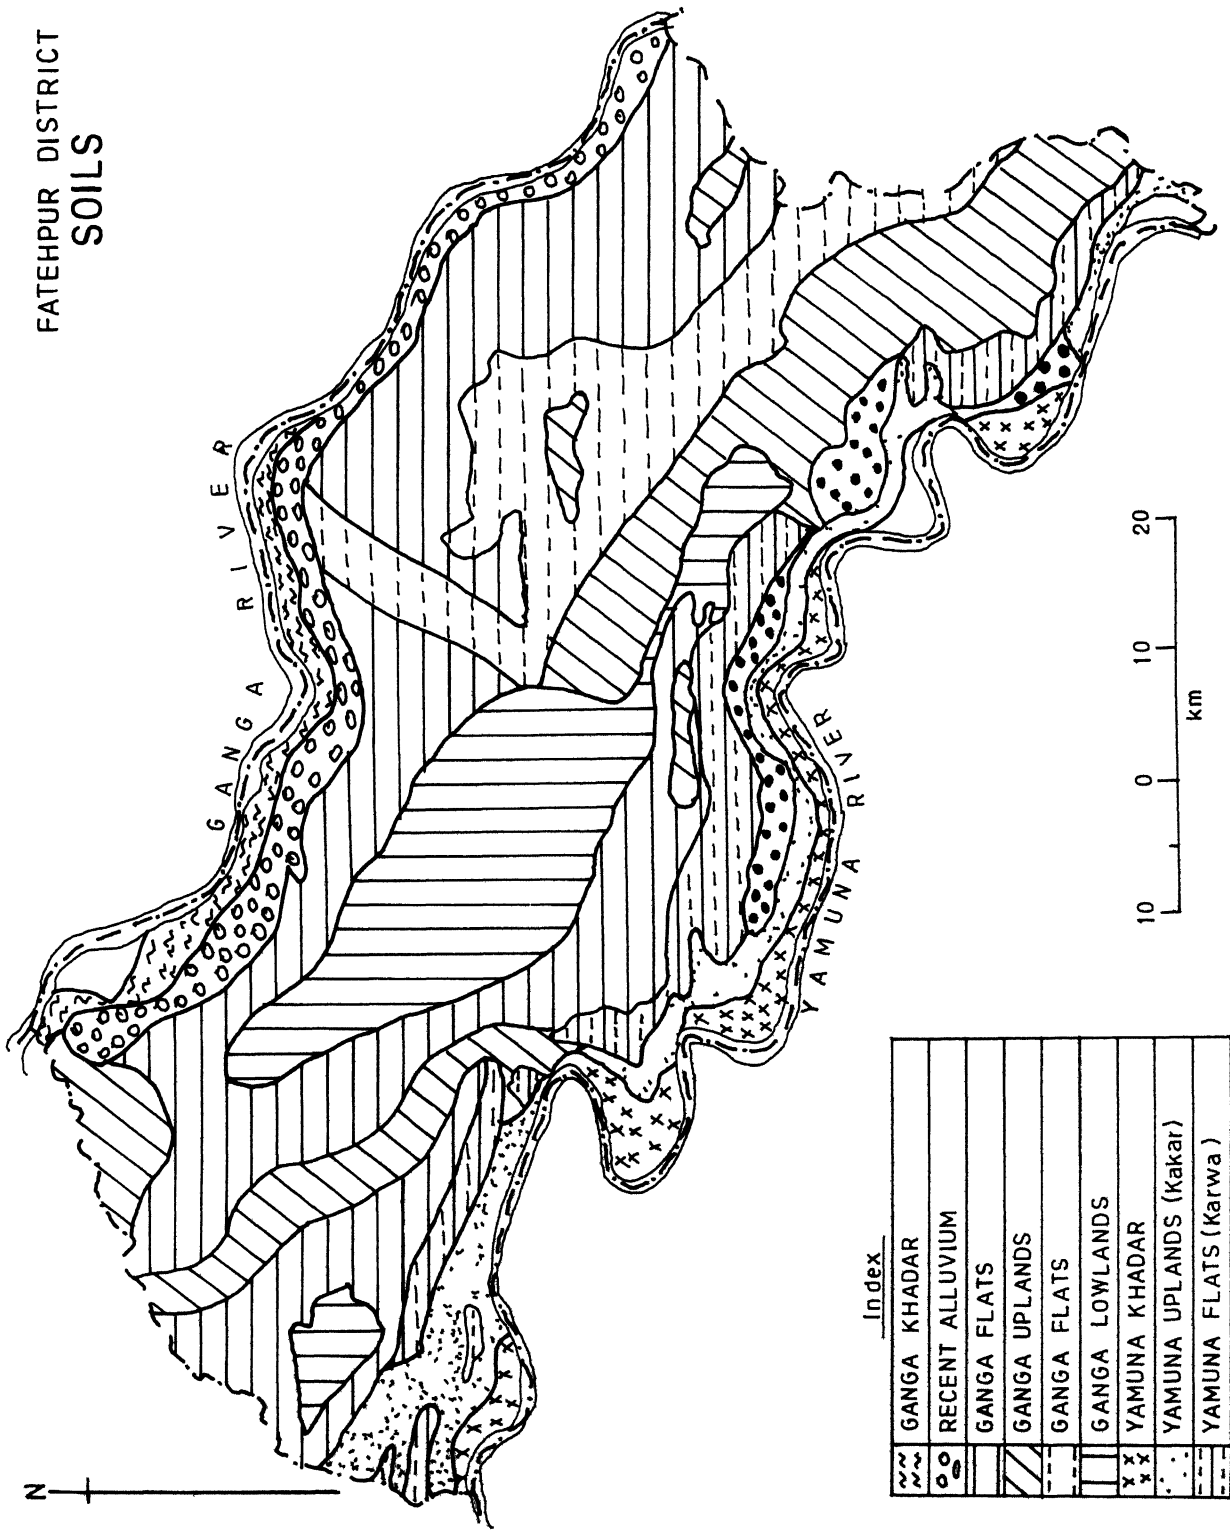 FATEHPUR DISTRICT
SOILS
N
GANGA RIVER
YAMUNA RIVER
10 0 10 20
km
Index
GANGA KHADAR
RECENT ALLUVIUM
GANGA FLATS
GANGA UPLANDS
GANGA FLATS
GANGA LOWLANDS
YAMUNA KHADAR
YAMUNA UPLANDS (Kakar)
YAMUNA FLATS (Karwa)